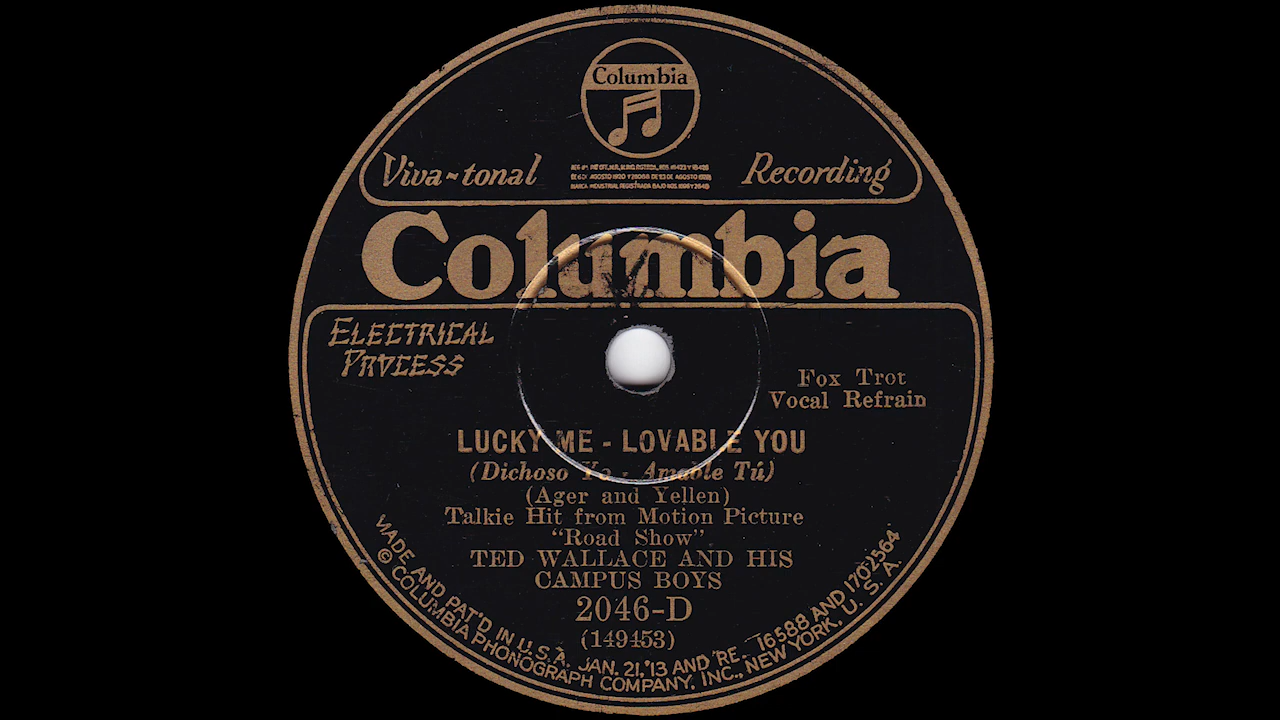 Columbia
Viva-tonal
Recording
Columbia
ELECTRICAL
PROCESS
Fox Trot
Vocal Refrain
LUCKY ME - LOVABLE YOU
(Dichoso Yo - Amable Tú)
(Ager and Yellen)
Talkie Hit from Motion Picture
"Road Show"
TED WALLACE AND HIS
CAMPUS BOYS
2046-D
(149453)
MADE AND PAT'D IN U.S.A. JAN. 21,'13 AND RE. 16588 AND 1702564
© COLUMBIA PHONOGRAPH COMPANY, INC., NEW YORK, U. S. A.